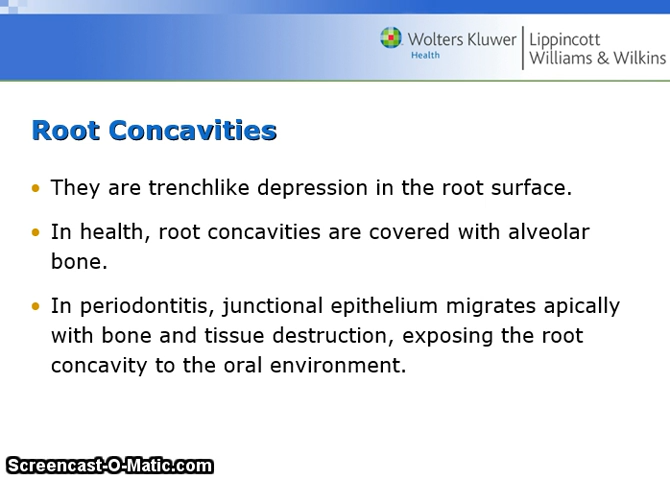 Wolters Kluwer
Health
Lippincott
Williams & Wilkins
Root Concavities
• They are trenchlike depression in the root surface.
• In health, root concavities are covered with alveolar
bone.
• In periodontitis, junctional epithelium migrates apically
with bone and tissue destruction, exposing the root
concavity to the oral environment.
Screencast-O-Matic.com